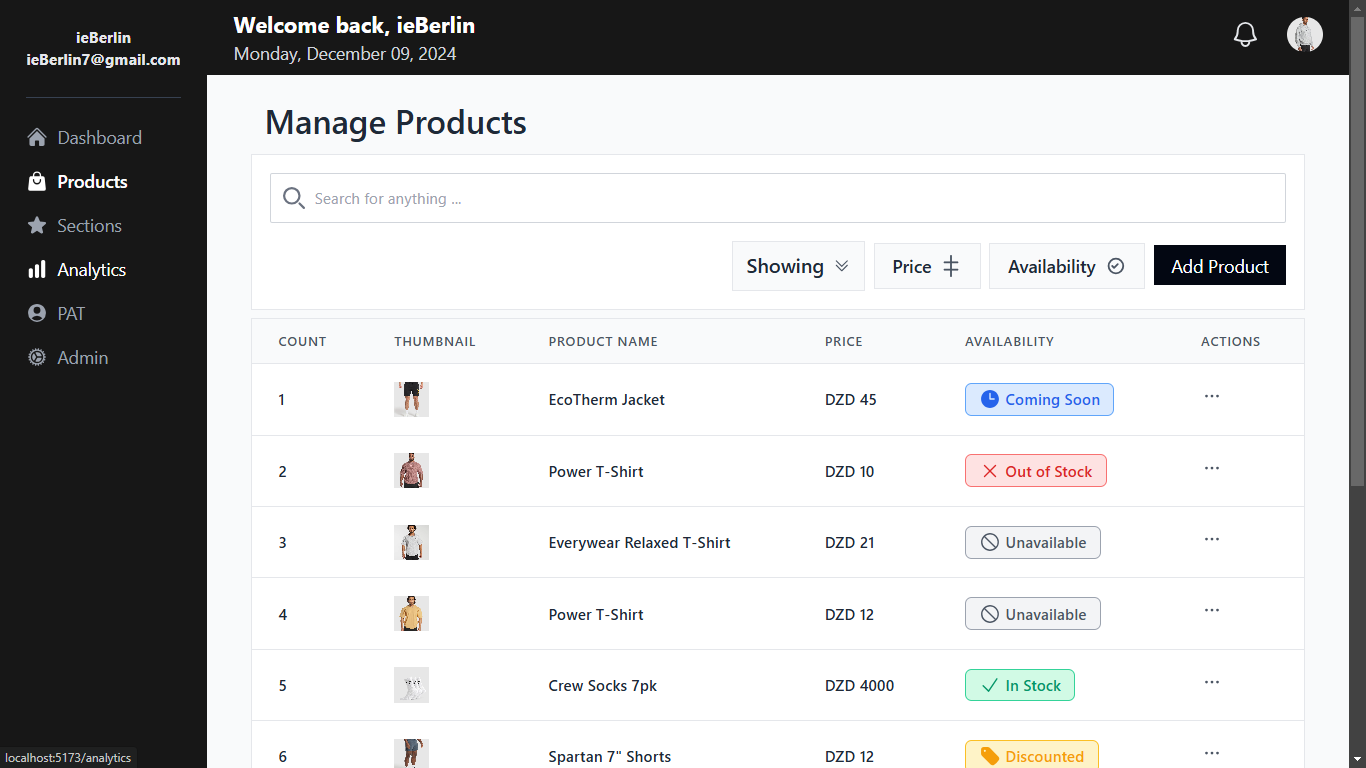 ieBerlin
ieBerlin7@gmail.com
Dashboard
Products
Sections
Analytics
PAT
Admin
localhost:5173/analytics
Welcome back, ieBerlin
Monday, December 09, 2024
Manage Products
Search for anything ...
Showing Price Availability Add Product
COUNT THUMBNAIL PRODUCT NAME PRICE AVAILABILITY ACTIONS
1 EcoTherm Jacket DZD 45 Coming Soon ...
2 Power T-Shirt DZD 10 Out of Stock ...
3 Everywear Relaxed T-Shirt DZD 21 Unavailable ...
4 Power T-Shirt DZD 12 Unavailable ...
5 Crew Socks 7pk DZD 4000 In Stock ...
6 Spartan 7" Shorts DZD 12 Discounted ...